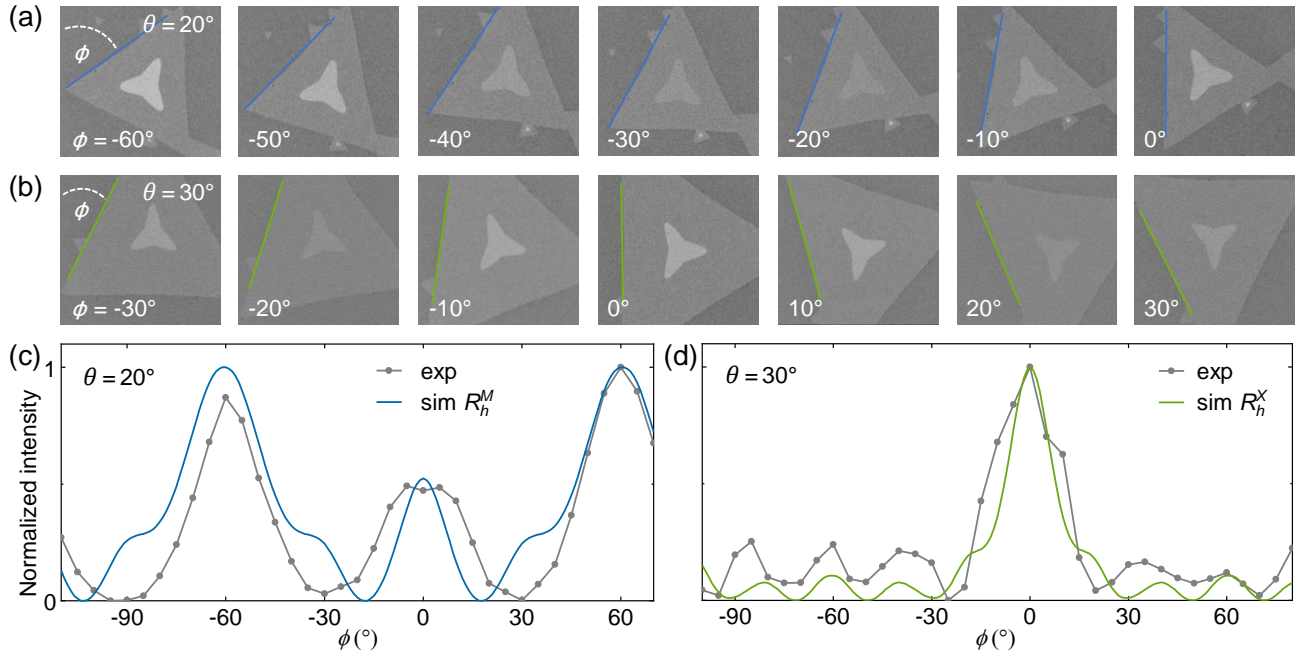 (a)
θ = 20°
ϕ
ϕ = -60°
-50°
-40°
-30°
-20°
-10°
0°
(b)
θ = 30°
ϕ
ϕ = -30°
-20°
-10°
0°
10°
20°
30°
(c)
θ = 20°
exp
sim R_h^M
1
0
Normalized intensity
-90 -60 -30 0 30 60
ϕ (°)
(d)
θ = 30°
exp
sim R_h^X
-90 -60 -30 0 30 60
ϕ (°)